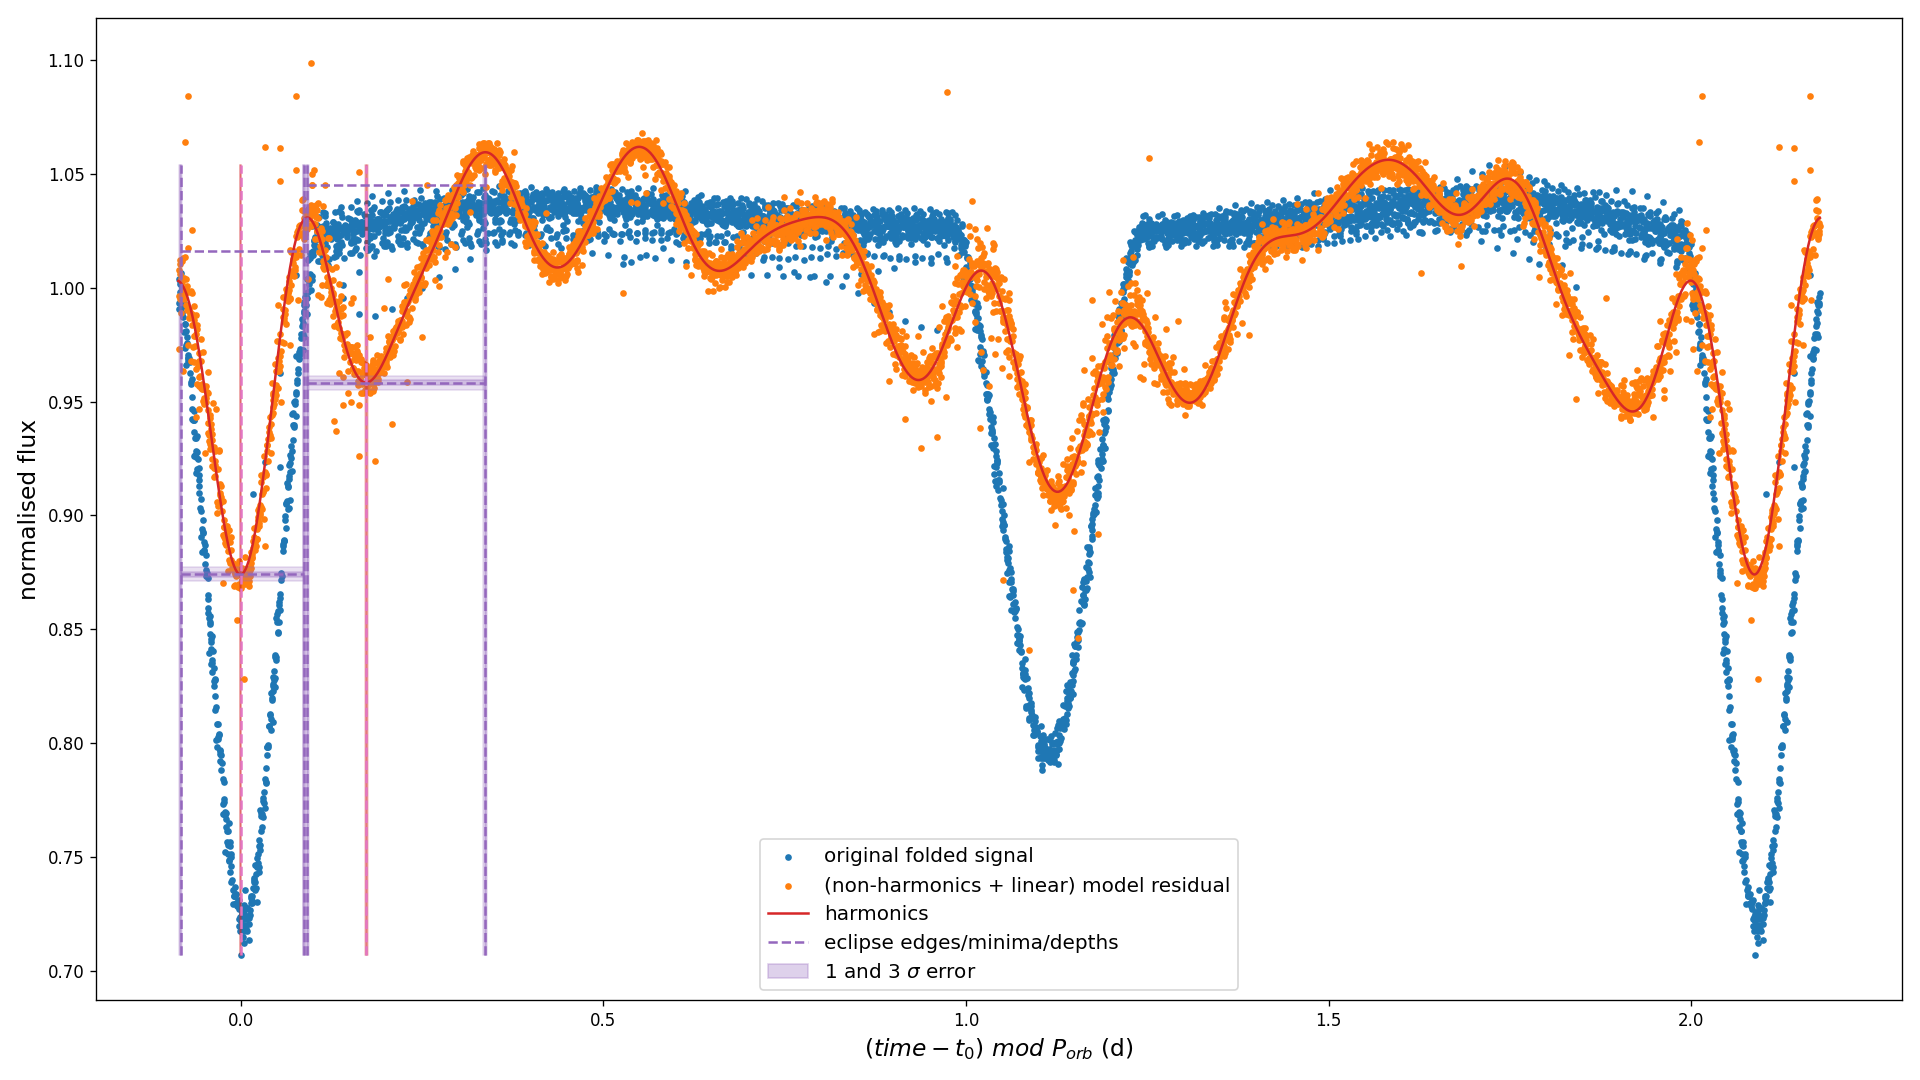 1.10
1.05
1.00
0.95
0.90
0.85
0.80
0.75
0.70
normalised flux
original folded signal
(non-harmonics + linear) model residual
harmonics
eclipse edges/minima/depths
1 and 3 σ error
0.0 0.5 1.0 1.5 2.0
(time − t₀) mod Pₒᵣb (d)